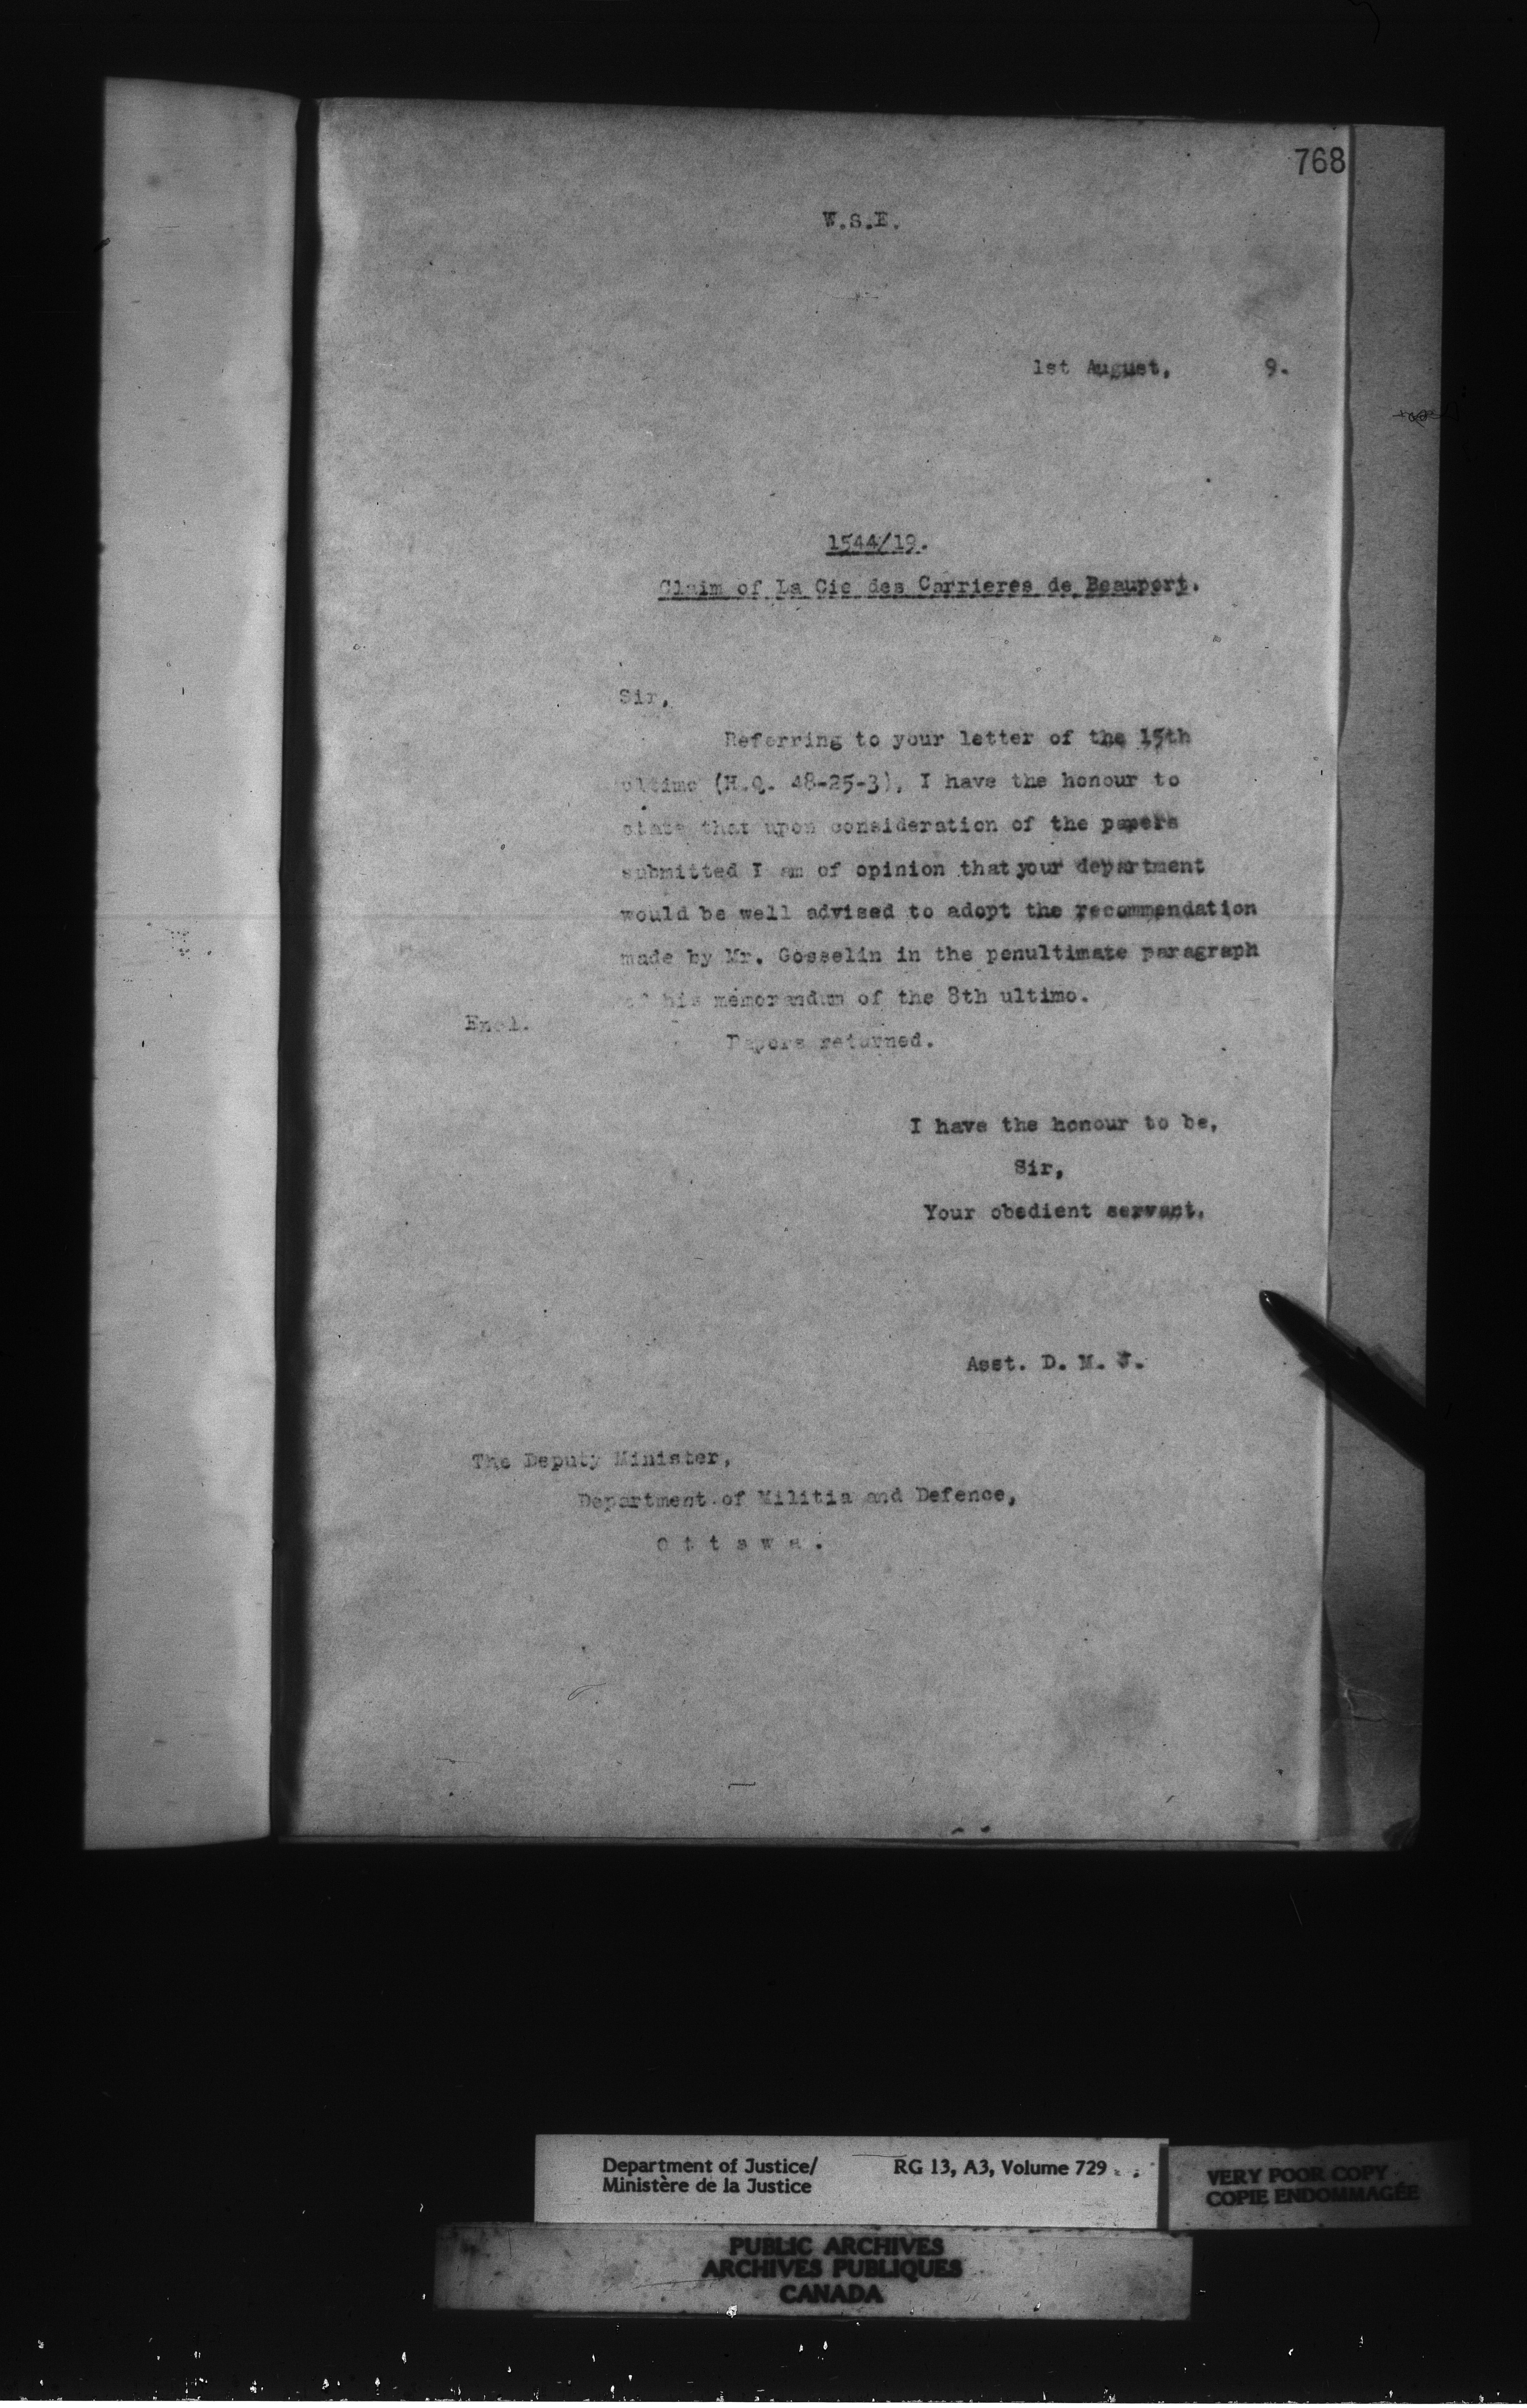 768
W.S.E.
1st August, 9.
1544/19.
Claim of La Cie des Carrieres de Beauport.
Sir,
Referring to your letter of the 15th
ultimo (H.Q. 48-25-3), I have the honour to
state that upon consideration of the papers
submitted I am of opinion that your department
would be well advised to adopt the recommendation
made by Mr. Gosselin in the penultimate paragraph
of his memorandum of the 8th ultimo.
Encl.
Papers returned.
I have the honour to be,
Sir,
Your obedient servant.
Asst. D. M. J.
The Deputy Minister,
Department of Militia and Defence,
O t t a w a .
Department of Justice/
Ministère de la Justice
RG 13, A3, Volume 729
VERY POOR COPY
COPIE ENDOMMAGÉE
PUBLIC ARCHIVES
ARCHIVES PUBLIQUES
CANADA